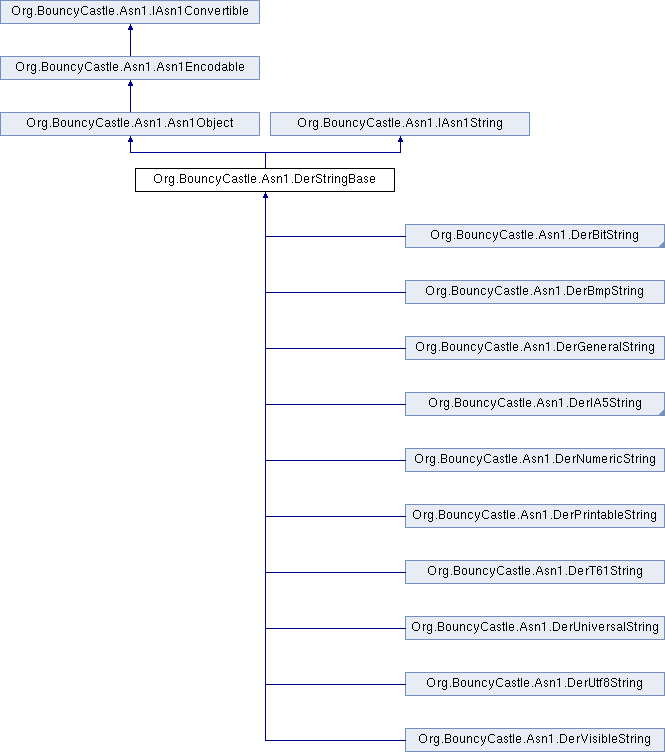 Org.BouncyCastle.Asn1.IAsn1Convertible
Org.BouncyCastle.Asn1.Asn1Encodable
Org.BouncyCastle.Asn1.Asn1Object
Org.BouncyCastle.Asn1.IAsn1String
Org.BouncyCastle.Asn1.DerStringBase
Org.BouncyCastle.Asn1.DerBitString
Org.BouncyCastle.Asn1.DerBmpString
Org.BouncyCastle.Asn1.DerGeneralString
Org.BouncyCastle.Asn1.DerIA5String
Org.BouncyCastle.Asn1.DerNumericString
Org.BouncyCastle.Asn1.DerPrintableString
Org.BouncyCastle.Asn1.DerT61String
Org.BouncyCastle.Asn1.DerUniversalString
Org.BouncyCastle.Asn1.DerUtf8String
Org.BouncyCastle.Asn1.DerVisibleString